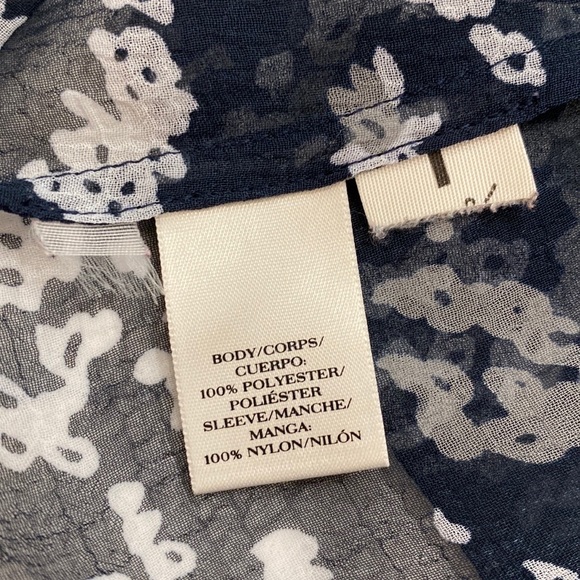 BODY/CORPS/
CUERPO:
100% POLYESTER/
POLIÉSTER
SLEEVE/MANCHE/
MANGA:
100% NYLON/NILÓN